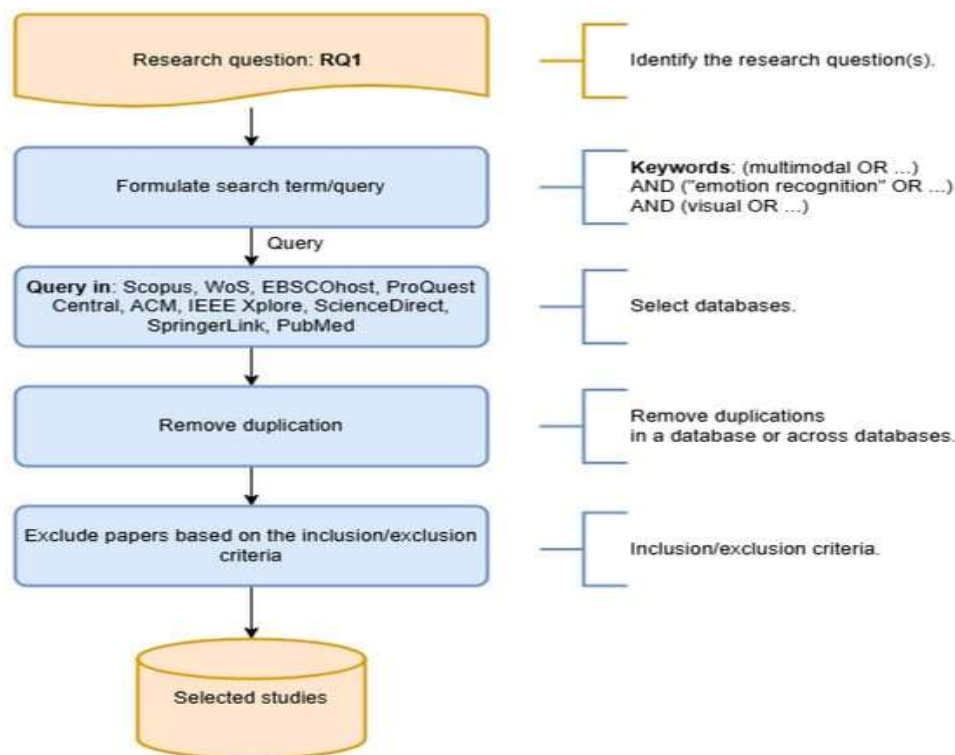 Research question: RQ1
Identify the research question(s).
Formulate search term/query
Keywords: (multimodal OR ...)
AND ("emotion recognition" OR ...)
AND (visual OR ...)
Query
Query in: Scopus, WoS, EBSCOhost, ProQuest
Central, ACM, IEEE Xplore, ScienceDirect,
SpringerLink, PubMed
Select databases.
Remove duplication
Remove duplications
in a database or across databases.
Exclude papers based on the inclusion/exclusion
criteria
Inclusion/exclusion criteria.
Selected studies